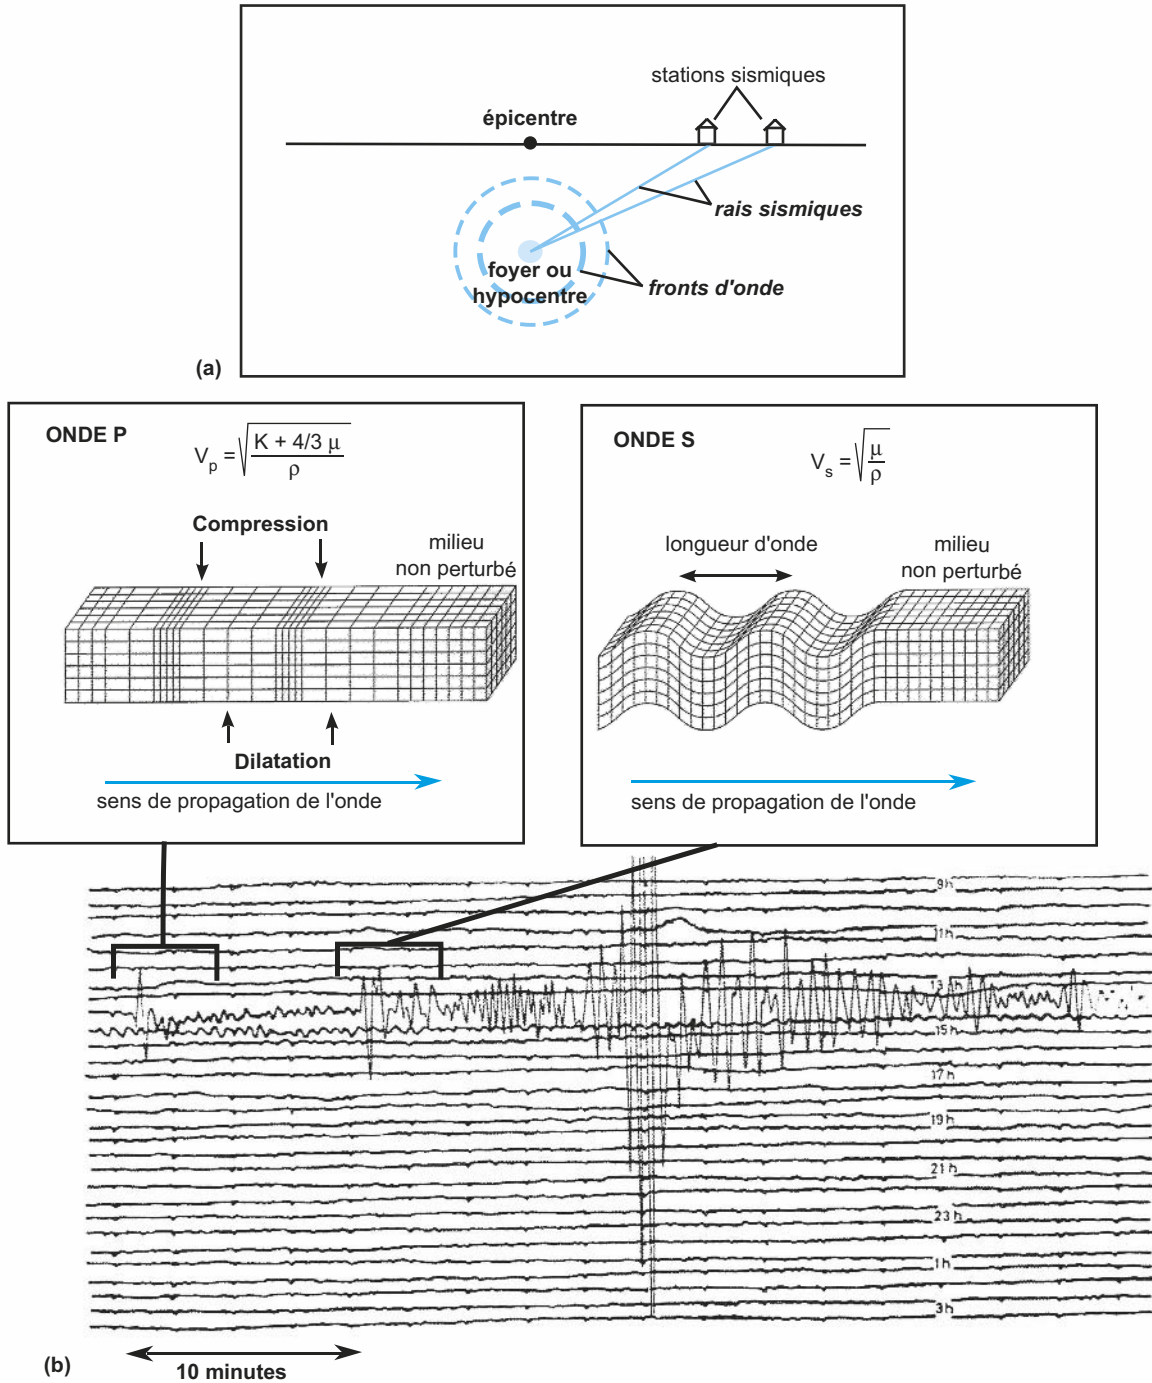 stations sismiques
épicentre
rais sismiques
foyer ou
hypocentre
fronts d'onde
(a)
ONDE P
V_p = √((K + 4/3 μ)/ρ)
Compression
milieu
non perturbé
Dilatation
sens de propagation de l'onde
ONDE S
V_s = √(μ/ρ)
longueur d'onde
milieu
non perturbé
sens de propagation de l'onde
9h
11h
13h
15h
17h
19h
21h
23h
1h
3h
(b)
10 minutes